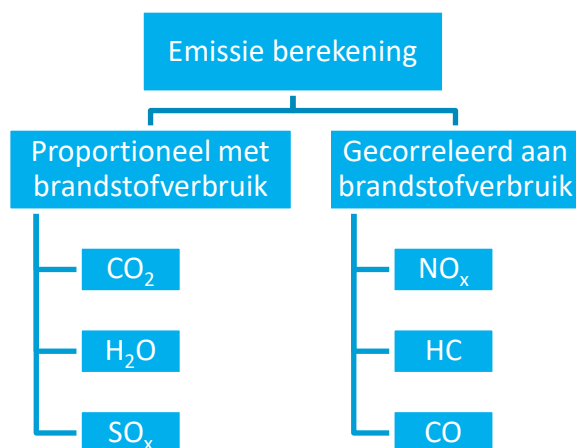 Emissie berekening
Proportioneel met
brandstofverbruik
Gecorreleerd aan
brandstofverbruik
CO₂
H₂O
SOₓ
NOₓ
HC
CO